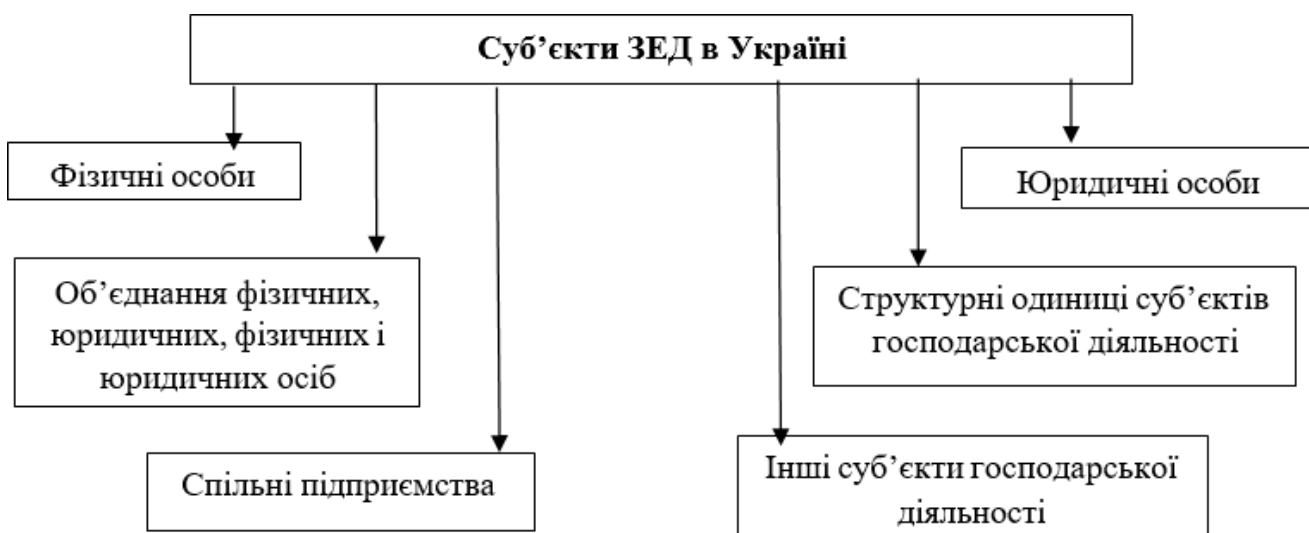 Суб’єкти ЗЕД в Україні
Фізичні особи
Юридичні особи
Об’єднання фізичних,
юридичних, фізичних і
юридичних осіб
Структурні одиниці суб’єктів
господарської діяльності
Спільні підприємства
Інші суб’єкти господарської
діяльності